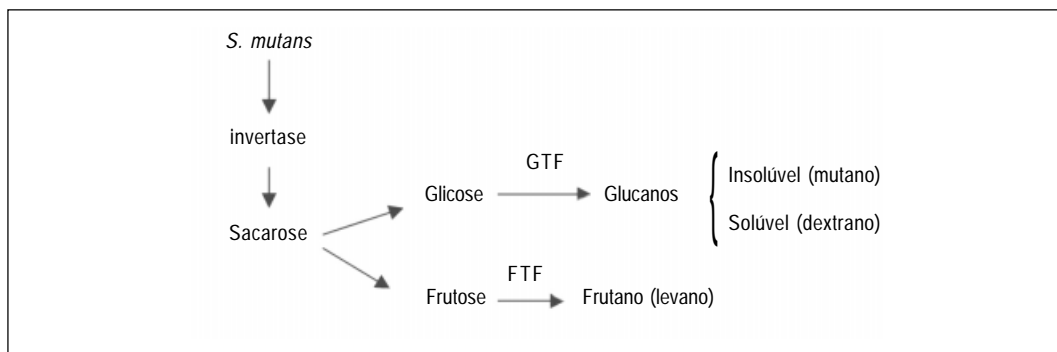 S. mutans
invertase
Sacarose
GTF
Glicose
Glucanos
Insolúvel (mutano)
Solúvel (dextrano)
FTF
Frutose
Frutano (levano)